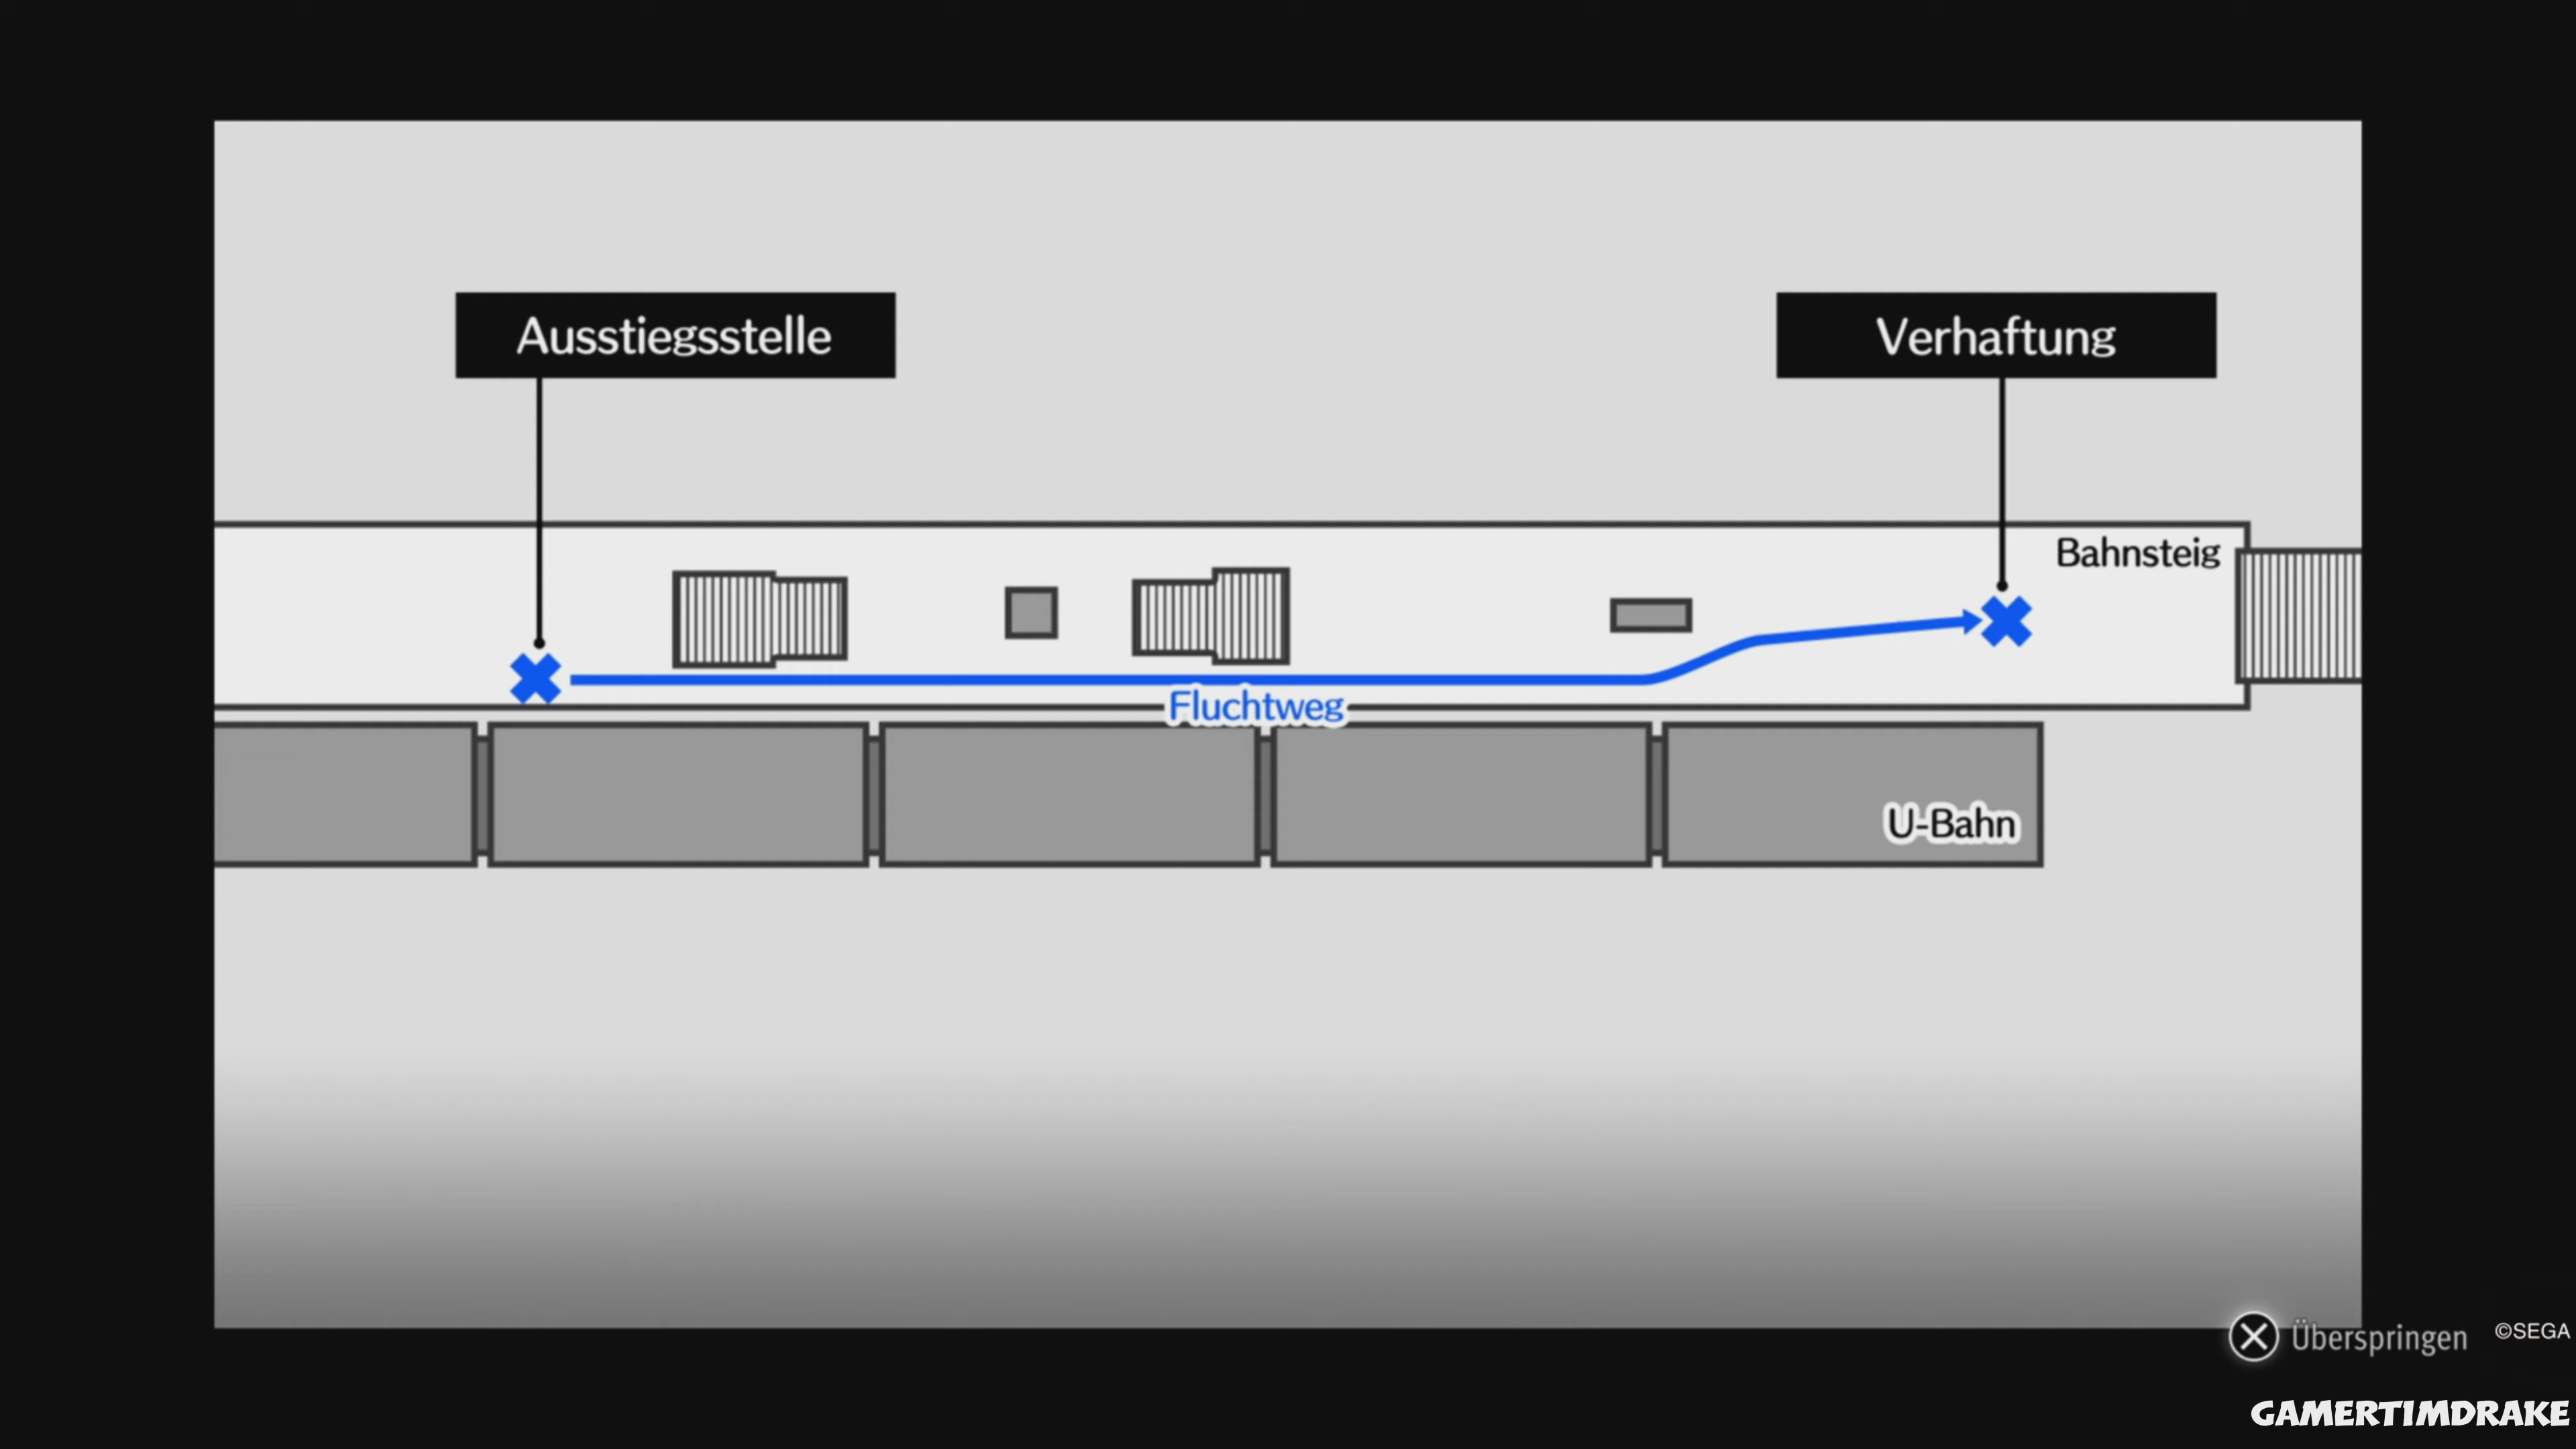 Ausstiegsstelle
Verhaftung
Bahnsteig
Fluchtweg
U-Bahn
Überspringen
©SEGA
GAMERTIMDRAKE